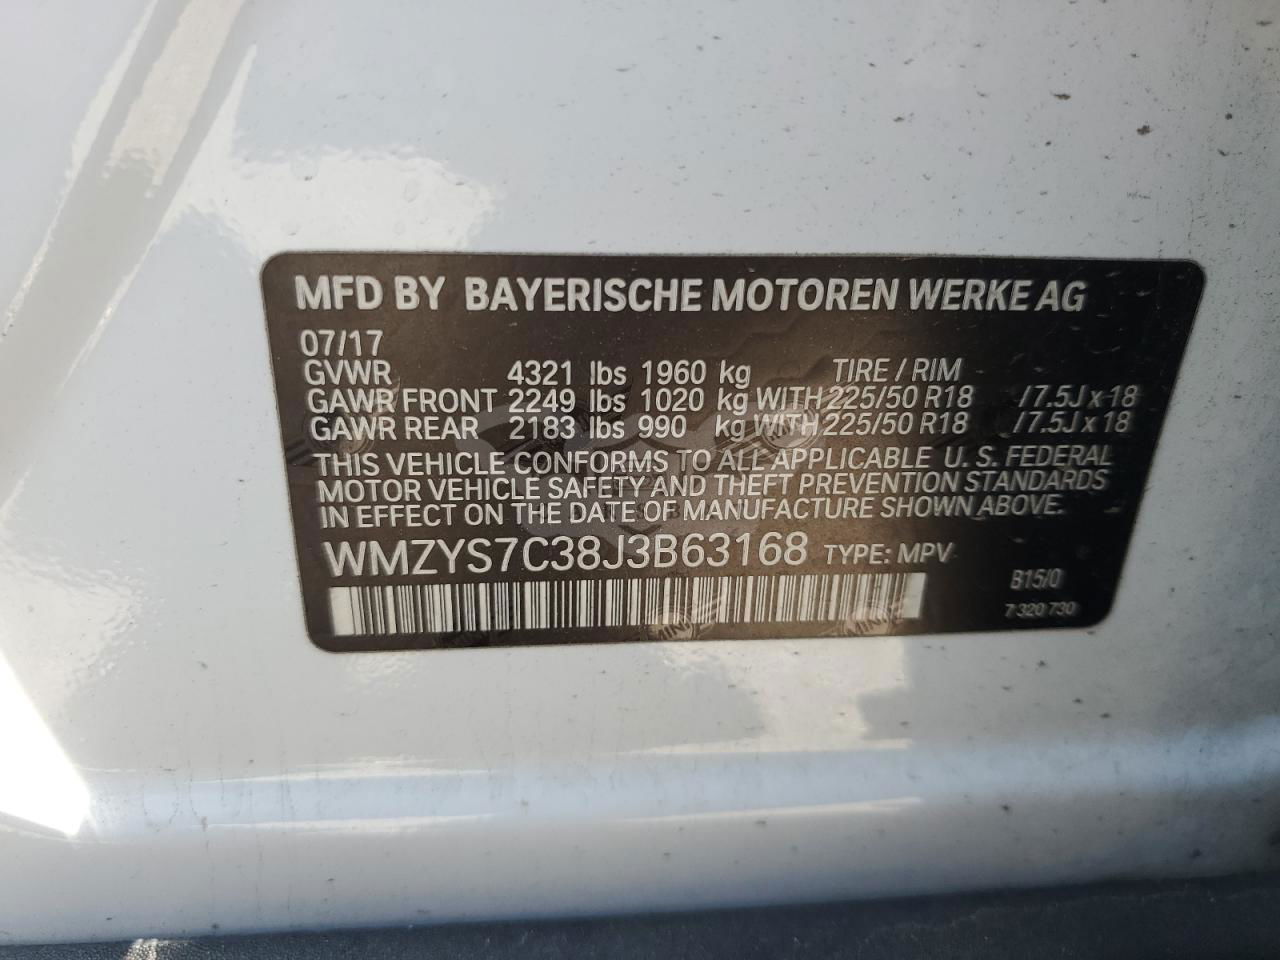 MFD BY BAYERISCHE MOTOREN WERKE AG
07/17
GVWR 4321 lbs 1960 kg TIRE / RIM
GAWR FRONT 2249 lbs 1020 kg WITH 225/50 R18 / 7.5J x 18
GAWR REAR 2183 lbs 990 kg WITH 225/50 R18 / 7.5J x 18
THIS VEHICLE CONFORMS TO ALL APPLICABLE U. S. FEDERAL
MOTOR VEHICLE SAFETY AND THEFT PREVENTION STANDARDS
IN EFFECT ON THE DATE OF MANUFACTURE SHOWN ABOVE.
WMZYS7C38J3B63168 TYPE: MPV
B15/0
7 320 730
MINI
MINI